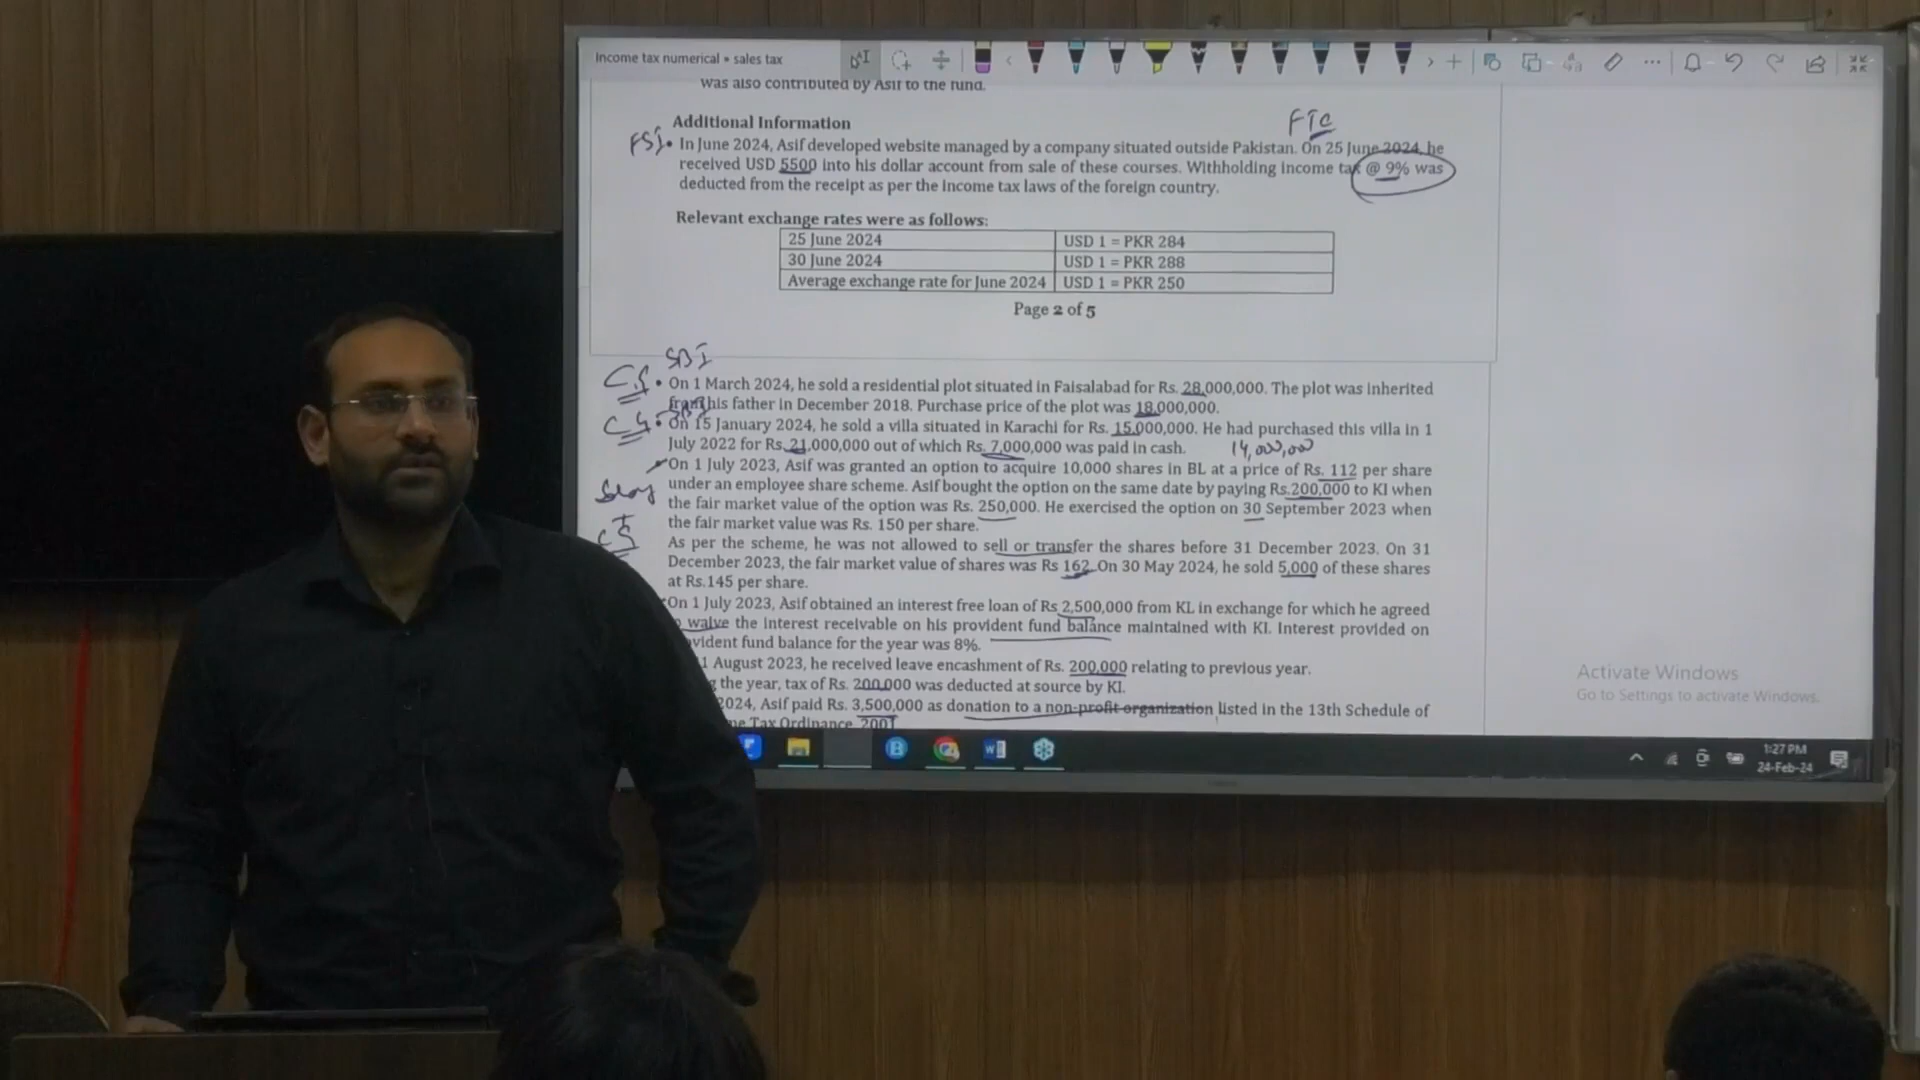 Income tax numerical + sales tax
was also contributed by Asif to the fund.
Additional Information
FTC
FSI
• In June 2024, Asif developed website managed by a company situated outside Pakistan. On 25 June 2024, he
received USD 5500 into his dollar account from sale of these courses. Withholding income tax @ 9% was
deducted from the receipt as per the income tax laws of the foreign country.
Relevant exchange rates were as follows:
25 June 2024 USD 1 = PKR 284
30 June 2024 USD 1 = PKR 288
Average exchange rate for June 2024 USD 1 = PKR 250
Page 2 of 5
SBI
• On 1 March 2024, he sold a residential plot situated in Faisalabad for Rs. 28,000,000. The plot was inherited
from his father in December 2018. Purchase price of the plot was 18,000,000.
• On 15 January 2024, he sold a villa situated in Karachi for Rs. 15,000,000. He had purchased this villa in 1
July 2022 for Rs. 21,000,000 out of which Rs. 7,000,000 was paid in cash. 14,000,000
On 1 July 2023, Asif was granted an option to acquire 10,000 shares in BL at a price of Rs. 112 per share
under an employee share scheme. Asif bought the option on the same date by paying Rs.200,000 to KI when
the fair market value of the option was Rs. 250,000. He exercised the option on 30 September 2023 when
the fair market value was Rs. 150 per share.
As per the scheme, he was not allowed to sell or transfer the shares before 31 December 2023. On 31
December 2023, the fair market value of shares was Rs 162. On 30 May 2024, he sold 5,000 of these shares
at Rs.145 per share.
On 1 July 2023, Asif obtained an interest free loan of Rs 2,500,000 from KL in exchange for which he agreed
waive the interest receivable on his provident fund balance maintained with KI. Interest provided on
vident fund balance for the year was 8%.
1 August 2023, he received leave encashment of Rs. 200,000 relating to previous year.
g the year, tax of Rs. 200,000 was deducted at source by KI.
2024, Asif paid Rs. 3,500,000 as donation to a non-profit organization listed in the 13th Schedule of
me Tax Ordinance, 2001
Activate Windows
Go to Settings to activate Windows.
1:27 PM
24-Feb-24